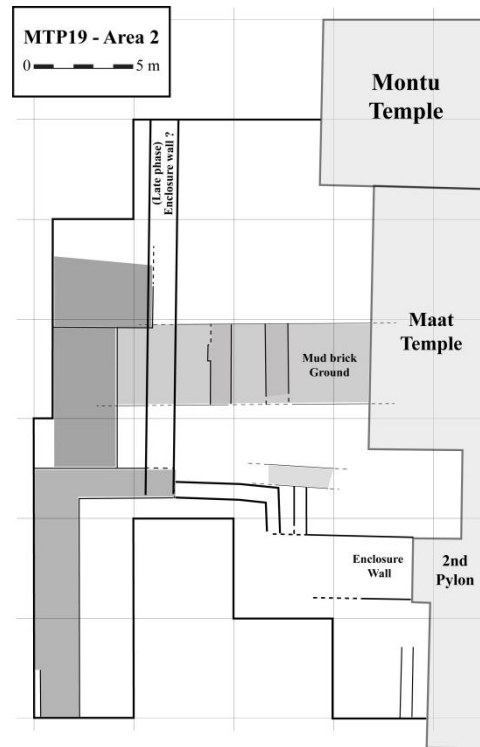 MTP19 - Area 2
0 5 m
Montu
Temple
(Late phase)
Enclosure wall ?
Maat
Temple
Mud brick
Ground
Enclosure
Wall
2nd
Pylon